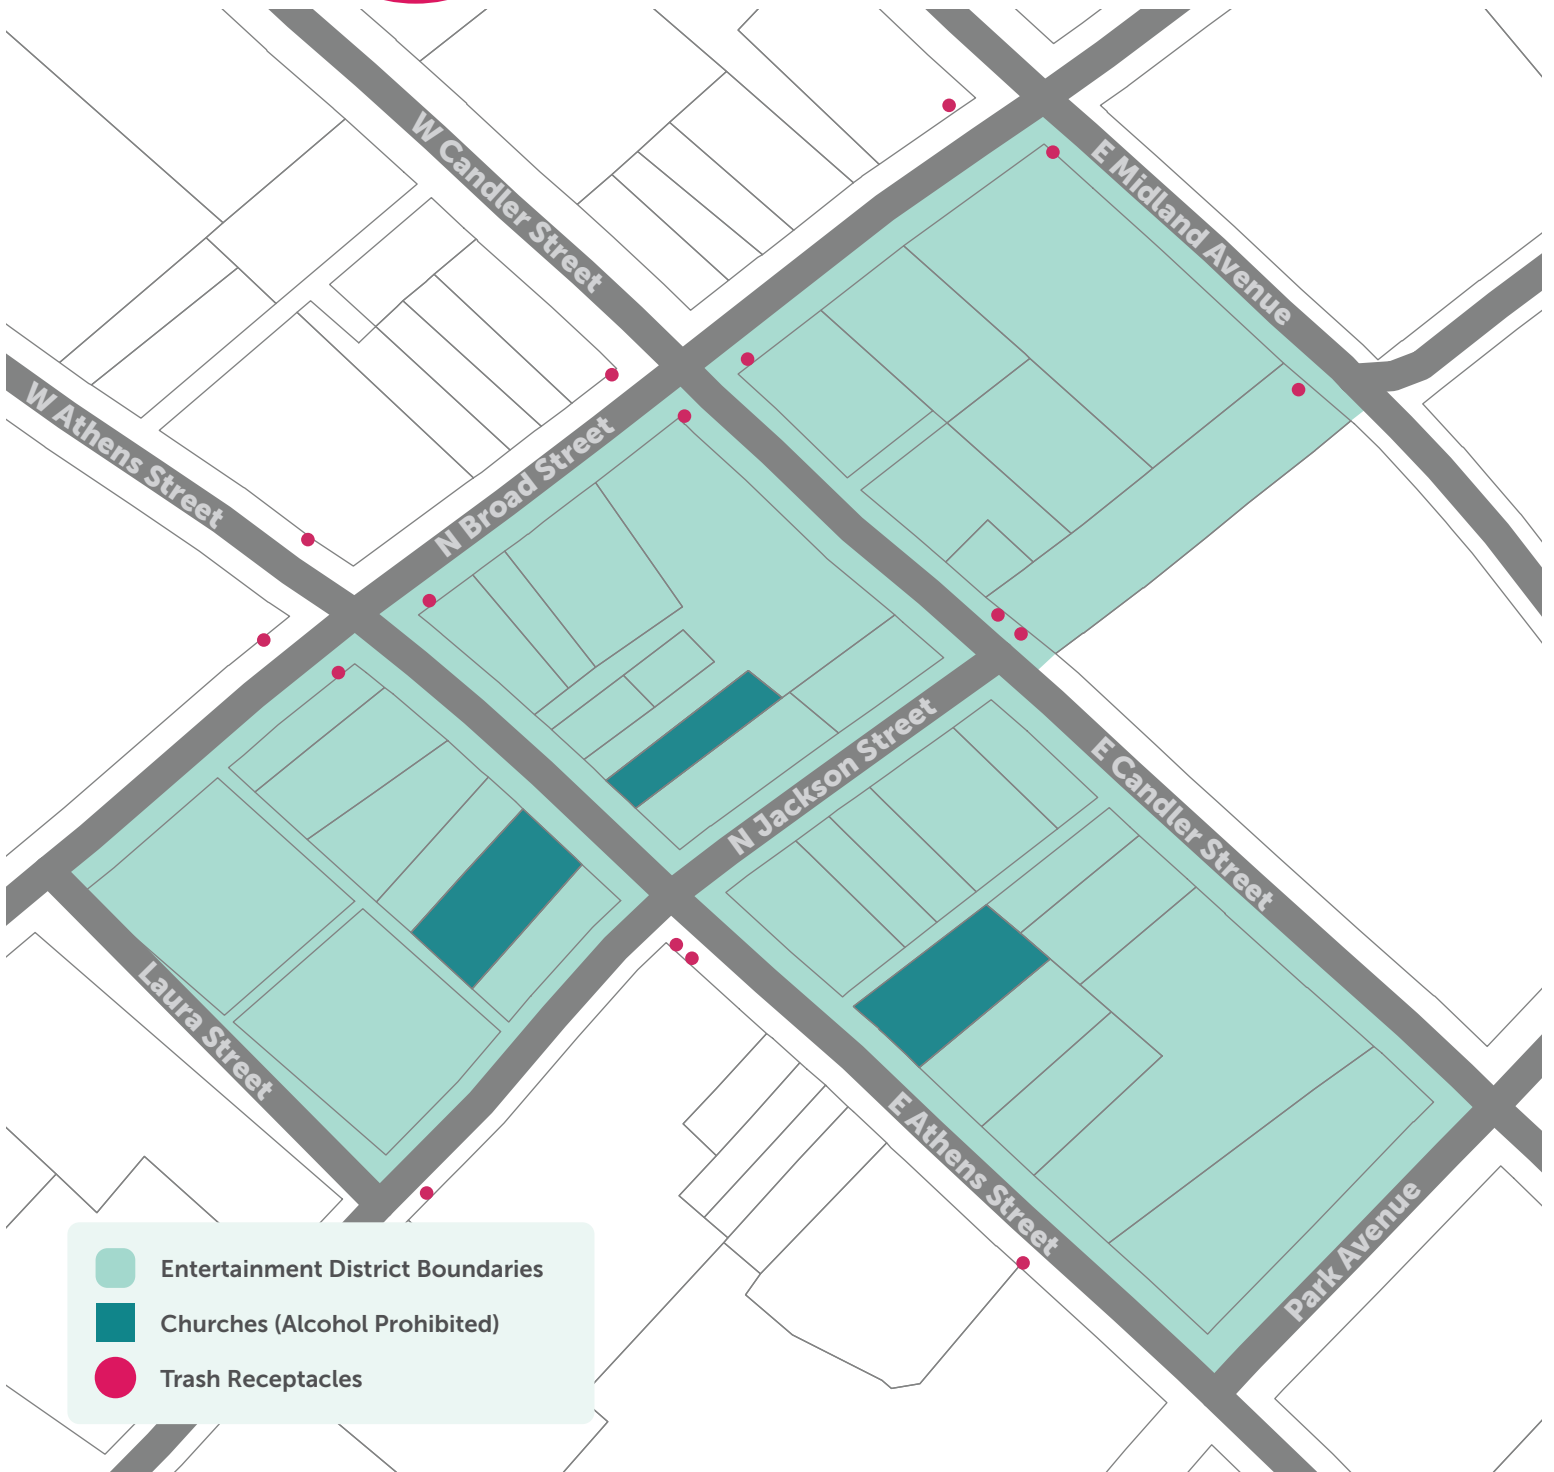 W Candler Street
E Midland Avenue
W Athens Street
N Broad Street
N Jackson Street
E Candler Street
Laura Street
E Athens Street
Park Avenue
Entertainment District Boundaries
Churches (Alcohol Prohibited)
Trash Receptacles